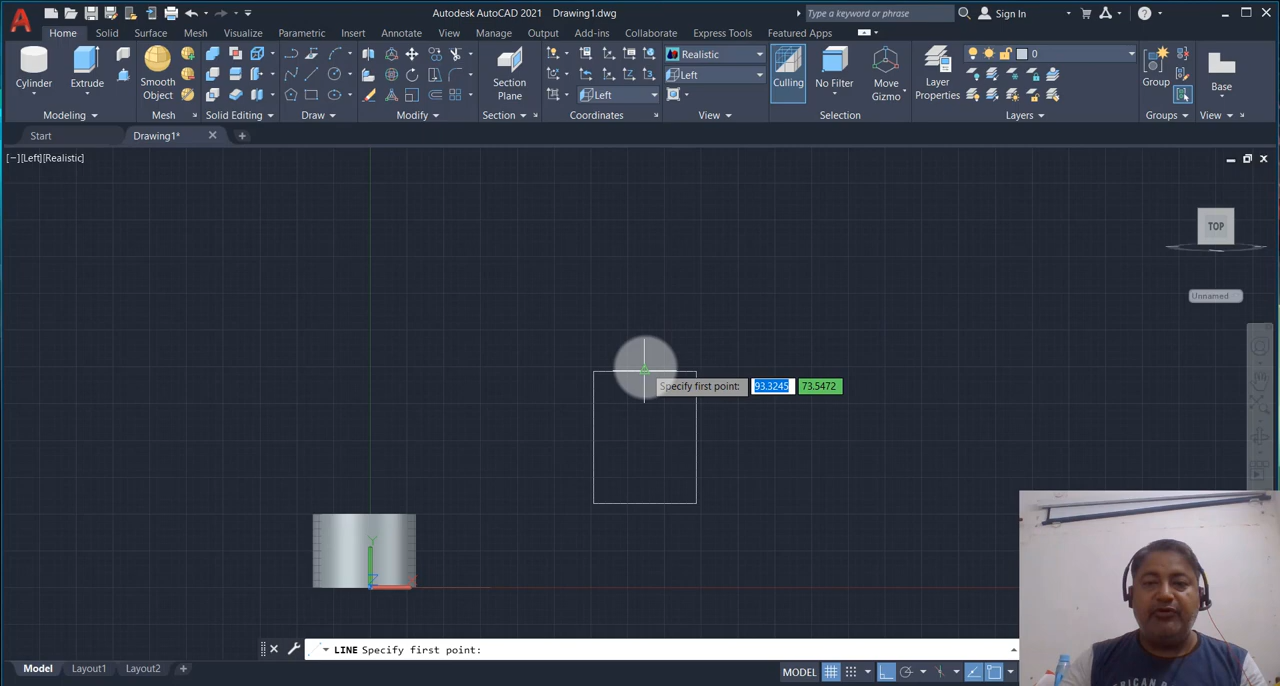 Autodesk AutoCAD 2021 Drawing1.dwg
Type a keyword or phrase
Sign In
Home Solid Surface Mesh Visualize Parametric Insert Annotate View Manage Output Add-ins Collaborate Express Tools Featured Apps
Cylinder
Extrude
Smooth
Object
Section
Plane
Left
Realistic
Left
Culling
No Filter
Move
Gizmo
Layer
Properties
0
Group
Base
Modeling
Mesh
Solid Editing
Draw
Modify
Section
Coordinates
View
Selection
Layers
Groups
View
Start
Drawing1*
[−][Left][Realistic]
TOP
Unnamed
Specify first point: 93.3245 73.5472
Y
Z
LINE Specify first point:
Model Layout1 Layout2
MODEL